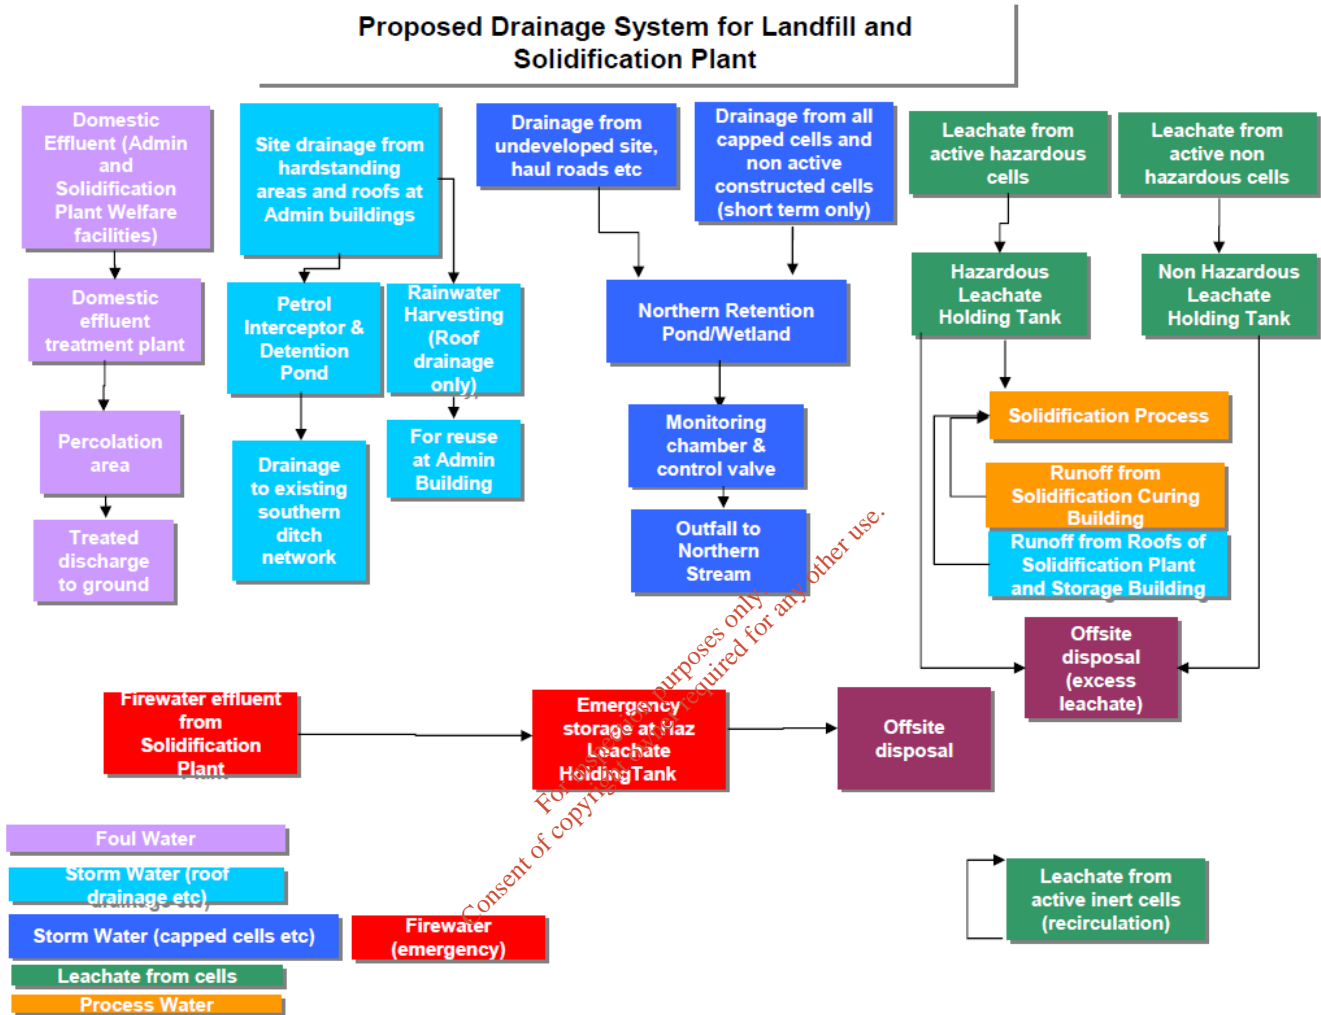 Proposed Drainage System for Landfill and
Solidification Plant
Domestic
Effluent (Admin
and
Solidification
Plant Welfare
facilities)
Site drainage from
hardstanding
areas and roofs at
Admin buildings
Drainage from
undeveloped site,
haul roads etc
Drainage from all
capped cells and
non active
constructed cells
(short term only)
Leachate from
active hazardous
cells
Leachate from
active non
hazardous cells
Domestic
effluent
treatment plant
Petrol
Interceptor &
Detention
Pond
Rainwater
Harvesting
(Roof
drainage
only)
Northern Retention
Pond/Wetland
Hazardous
Leachate
Holding Tank
Non Hazardous
Leachate
Holding Tank
Percolation
area
Drainage
to existing
southern
ditch
network
For reuse
at Admin
Building
Monitoring
chamber &
control valve
Solidification Process
Runoff from
Solidification Curing
Building
Runoff from Roofs of
Solidification Plant
and Storage Building
Treated
discharge
to ground
Outfall to
Northern
Stream
Offsite
disposal
(excess
leachate)
Firewater effluent
from
Solidification
Plant
Emergency
storage at Haz
Leachate
HoldingTank
Offsite
disposal
For inspection purposes only.
Consent of copyright owner required for any other use.
Foul Water
Storm Water (roof
drainage etc)
Storm Water (capped cells etc)
Firewater
(emergency)
Leachate from cells
Process Water
Leachate from
active inert cells
(recirculation)